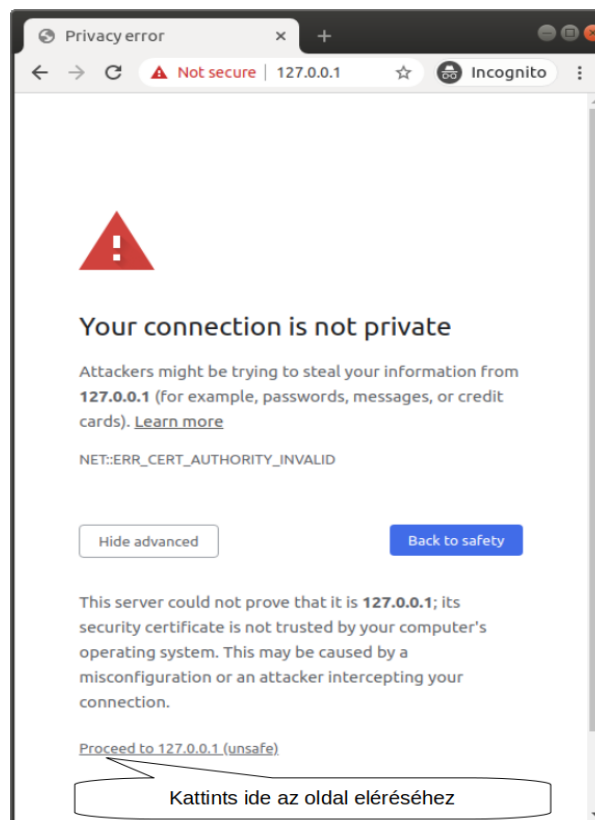 Privacy error
Not secure | 127.0.0.1
Incognito
Your connection is not private
Attackers might be trying to steal your information from
127.0.0.1 (for example, passwords, messages, or credit
cards). Learn more
NET::ERR_CERT_AUTHORITY_INVALID
Hide advanced
Back to safety
This server could not prove that it is 127.0.0.1; its
security certificate is not trusted by your computer's
operating system. This may be caused by a
misconfiguration or an attacker intercepting your
connection.
Proceed to 127.0.0.1 (unsafe)
Kattints ide az oldal eléréséhez